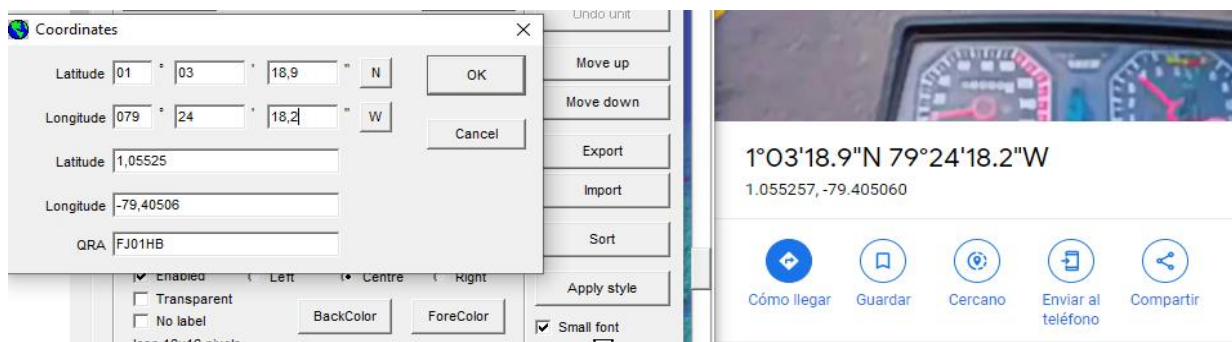 Coordinates
Latitude 01 ° 03 ' 18,9 " N
OK
Longitude 079 ° 24 ' 18,2 " W
Cancel
Latitude 1,05525
Longitude -79,40506
QRA FJ01HB
Enabled Left Centre Right
Transparent
No label
BackColor ForeColor
Undo unit
Move up
Move down
Export
Import
Sort
Apply style
Small font
1°03'18.9"N 79°24'18.2"W
1.055257, -79.405060
Cómo llegar Guardar Cercano Enviar al teléfono Compartir